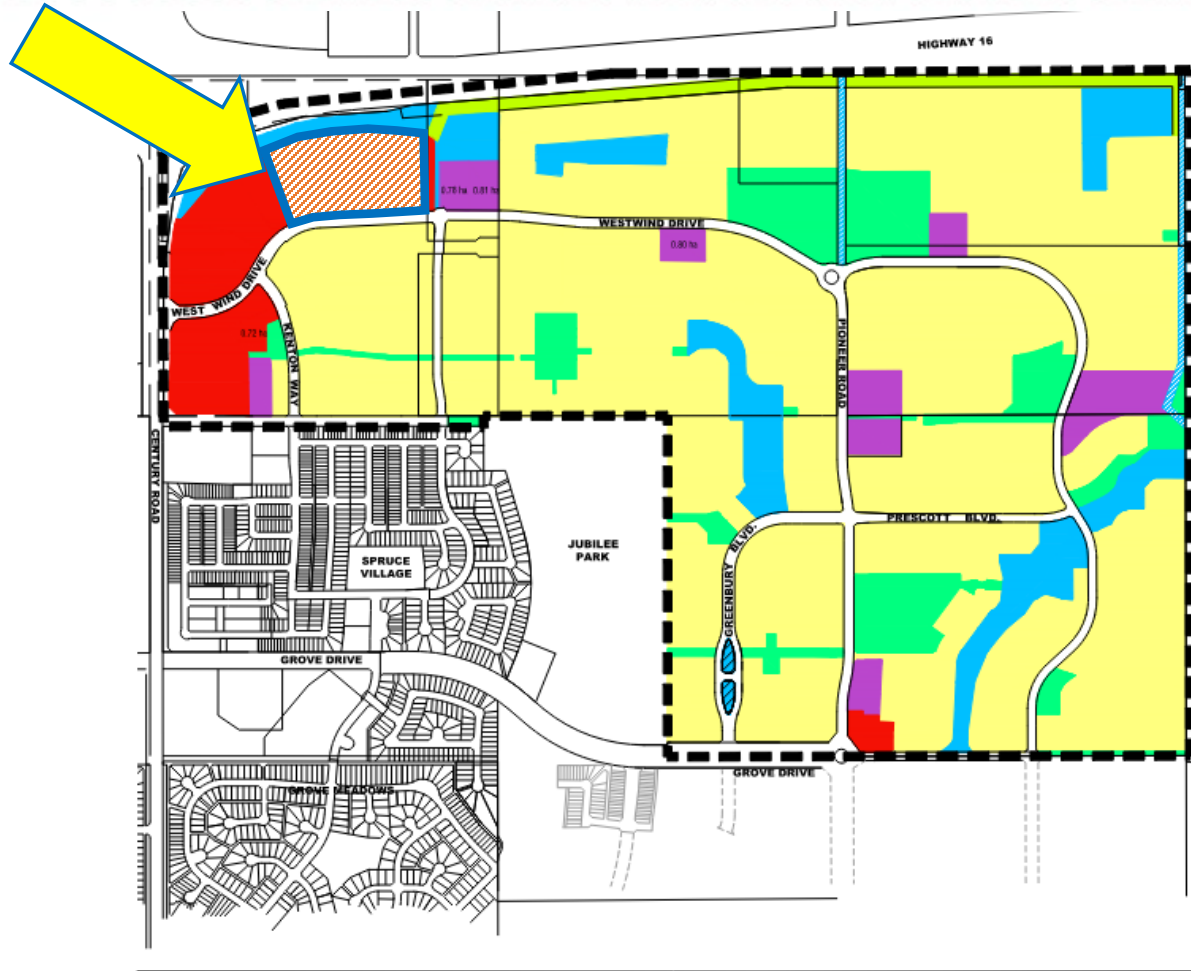 HIGHWAY 16
0.78 ha 0.81 ha
WESTWIND DRIVE
0.80 ha
WEST WIND DRIVE
0.72 ha
KENTON WAY
PIONEER ROAD
CENTURY ROAD
PRESCOTT BLVD.
GREENBURY BLVD.
JUBILEE
PARK
SPRUCE
VILLAGE
GROVE DRIVE
GROVE DRIVE
GROVE MEADOWS